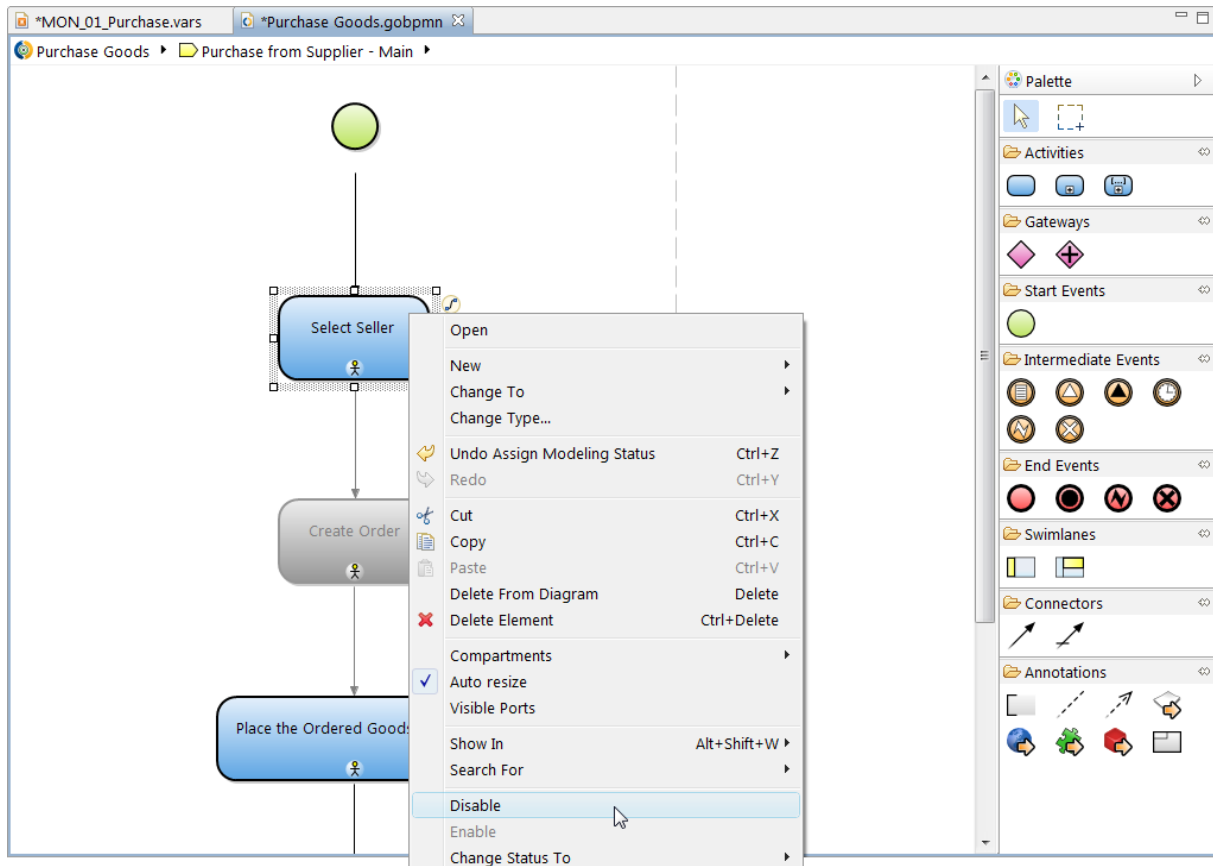 *MON_01_Purchase.vars
*Purchase Goods.gobpmn
Purchase Goods
Purchase from Supplier - Main
Select Seller
Create Order
Place the Ordered Goods
Open
New
Change To
Change Type...
Undo Assign Modeling Status Ctrl+Z
Redo Ctrl+Y
Cut Ctrl+X
Copy Ctrl+C
Paste Ctrl+V
Delete From Diagram Delete
Delete Element Ctrl+Delete
Compartments
Auto resize
Visible Ports
Show In Alt+Shift+W
Search For
Disable
Enable
Change Status To
Palette
Activities
Gateways
Start Events
Intermediate Events
End Events
Swimlanes
Connectors
Annotations